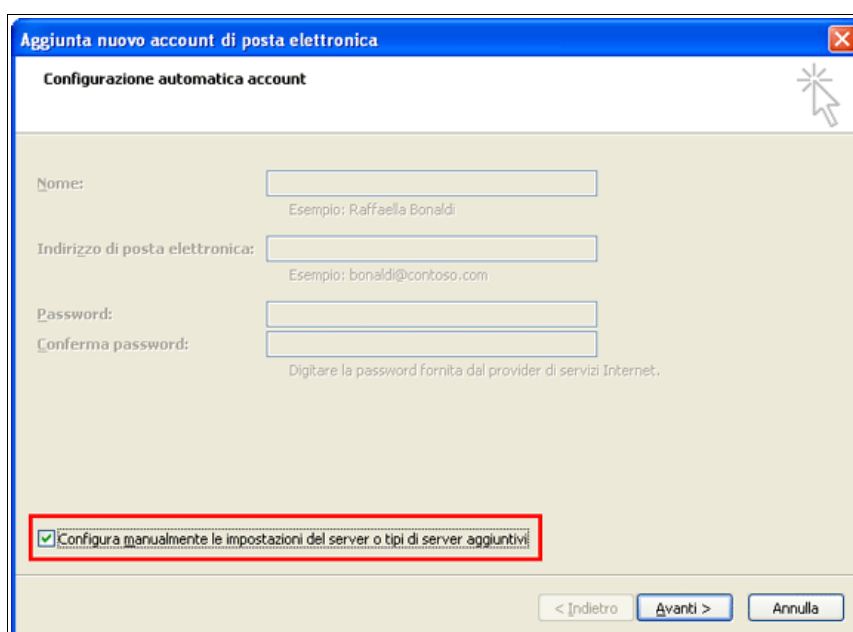 Aggiunta nuovo account di posta elettronica
Configurazione automatica account
Nome:
Esempio: Raffaella Bonaldi
Indirizzo di posta elettronica:
Esempio: bonaldi@contoso.com
Password:
Conferma password:
Digitare la password fornita dal provider di servizi Internet.
Configura manualmente le impostazioni del server o tipi di server aggiuntivi
< Indietro Avanti > Annulla